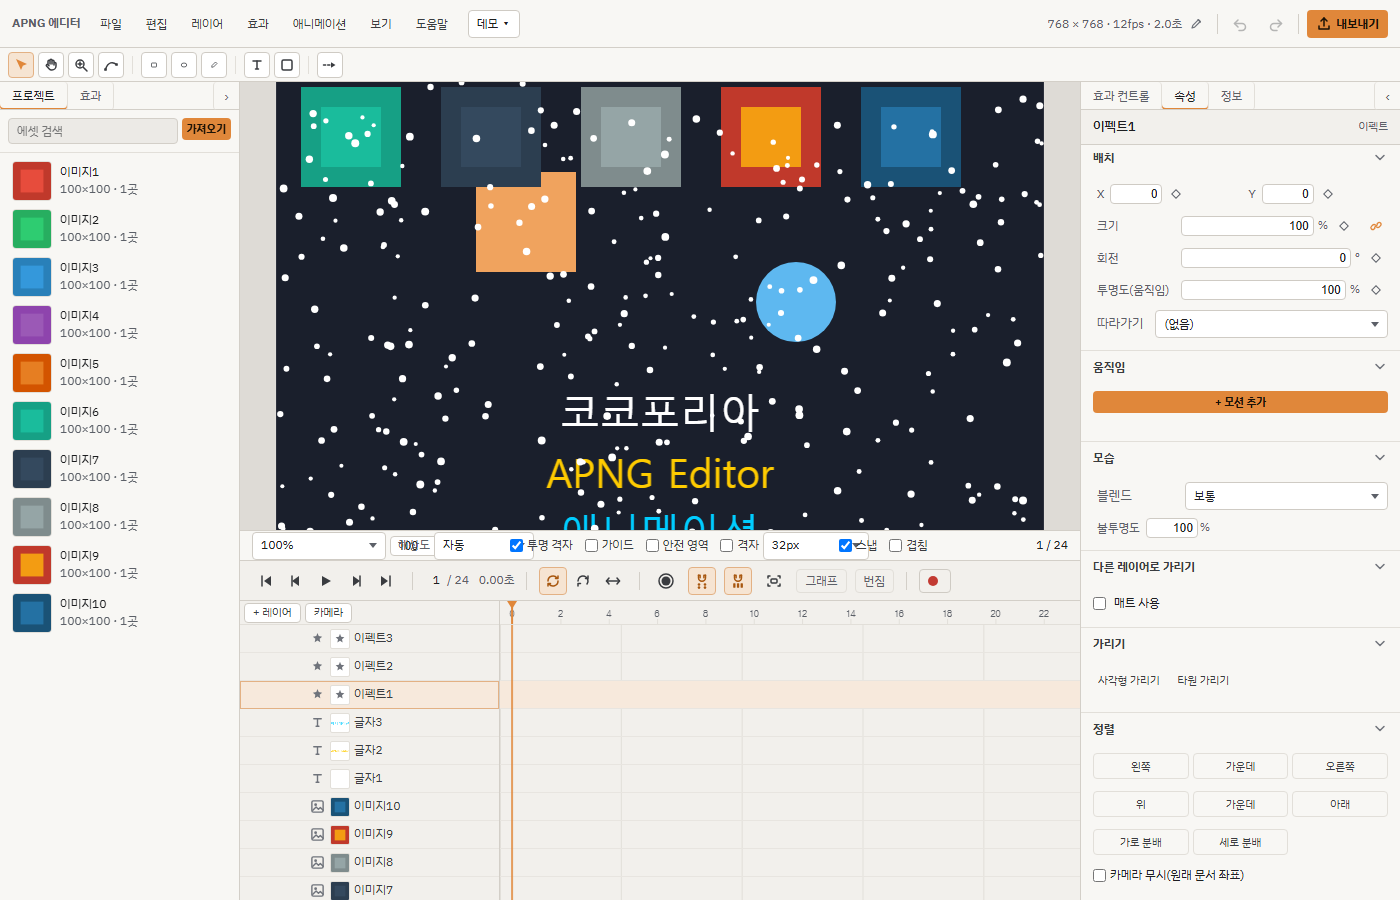 APNG 에디터 파일 편집 레이어 효과 애니메이션 보기 도움말 데모 768 × 768 · 12fps · 2.0초 내보내기
프로젝트 효과
에셋 검색 가져오기
이미지1
100×100 · 1곳
이미지2
100×100 · 1곳
이미지3
100×100 · 1곳
이미지4
100×100 · 1곳
이미지5
100×100 · 1곳
이미지6
100×100 · 1곳
이미지7
100×100 · 1곳
이미지8
100×100 · 1곳
이미지9
100×100 · 1곳
이미지10
100×100 · 1곳
코코포리아
APNG Editor
애니메이션
100% 자동 투명 격자 가이드 안전 영역 격자 32px 스냅 겹침 1 / 24
1 / 24 0.00초 그래프 번짐
+ 레이어 카메라 0 2 4 6 8 10 12 14 16 18 20 22
이펙트3
이펙트2
이펙트1
글자3
글자2
글자1
이미지10
이미지9
이미지8
이미지7
효과 컨트롤 속성 정보
이펙트1 이펙트
배치
X 0 Y 0
크기 100 %
회전 0 °
투명도(움직임) 100 %
따라가기 (없음)
움직임
+ 모션 추가
모습
블렌드 보통
불투명도 100 %
다른 레이어로 가리기
매트 사용
가리기
사각형 가리기 타원 가리기
정렬
왼쪽 가운데 오른쪽
위 가운데 아래
가로 분배 세로 분배
카메라 무시(원래 문서 좌표)